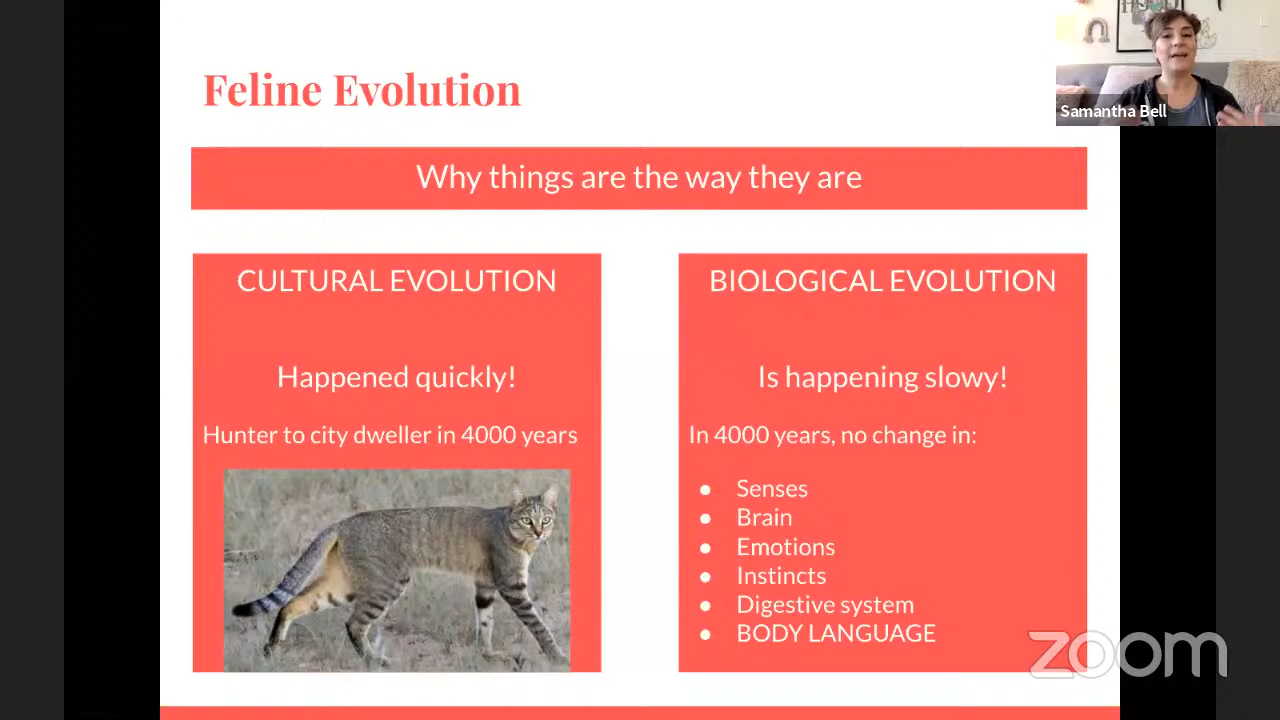 Feline Evolution
Samantha Bell
Why things are the way they are
CULTURAL EVOLUTION
Happened quickly!
Hunter to city dweller in 4000 years
BIOLOGICAL EVOLUTION
Is happening slowy!
In 4000 years, no change in:
● Senses
● Brain
● Emotions
● Instincts
● Digestive system
● BODY LANGUAGE
zoom